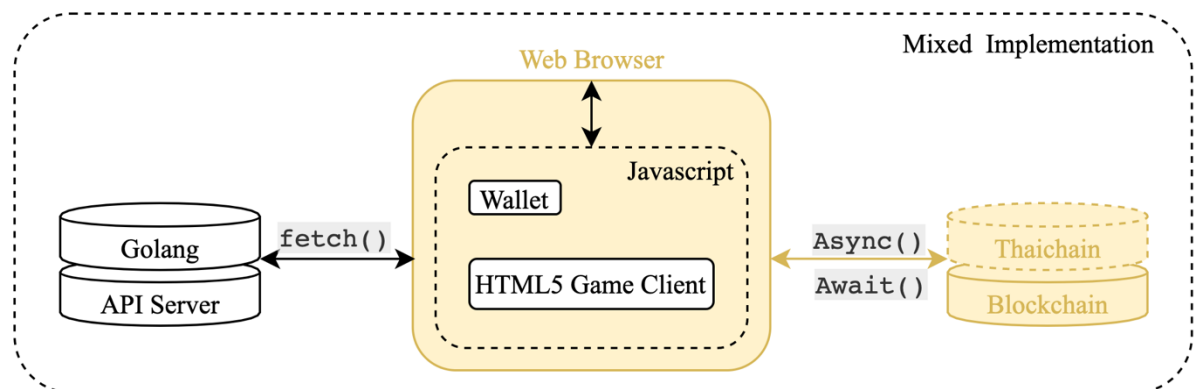 Mixed Implementation
Web Browser
Javascript
Wallet
HTML5 Game Client
Golang
API Server
fetch()
Async()
Await()
Thaichain
Blockchain